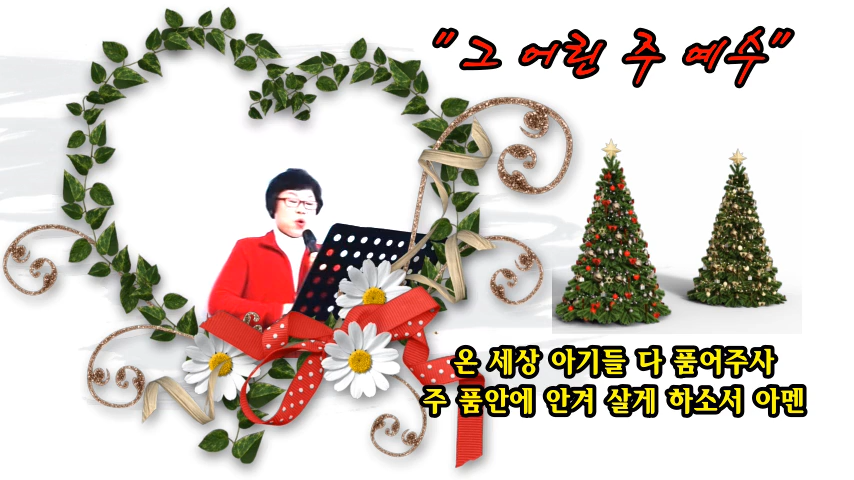 "그 어린 주 예수"
온 세상 아기들 다 품어주사
주 품안에 안겨 살게 하소서 아멘